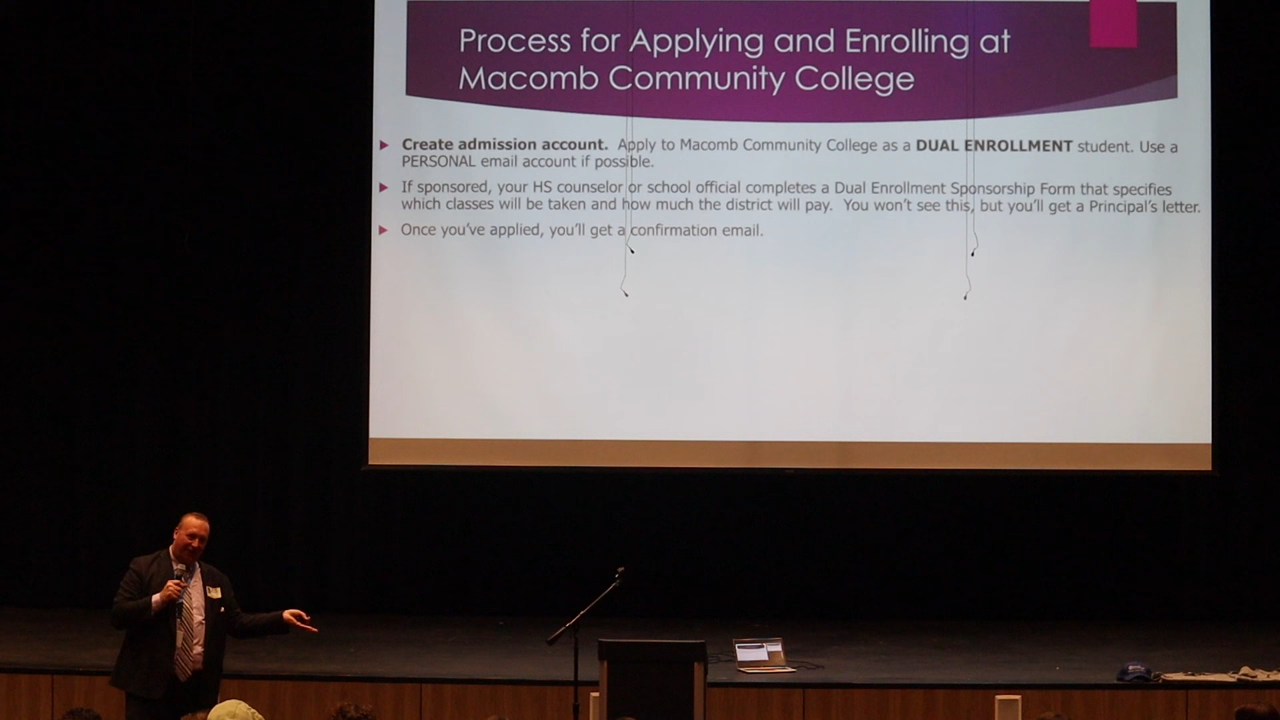 Process for Applying and Enrolling at
Macomb Community College
Create admission account. Apply to Macomb Community College as a DUAL ENROLLMENT student. Use a
PERSONAL email account if possible.
If sponsored, your HS counselor or school official completes a Dual Enrollment Sponsorship Form that specifies
which classes will be taken and how much the district will pay. You won't see this, but you'll get a Principal's letter.
Once you've applied, you'll get a confirmation email.